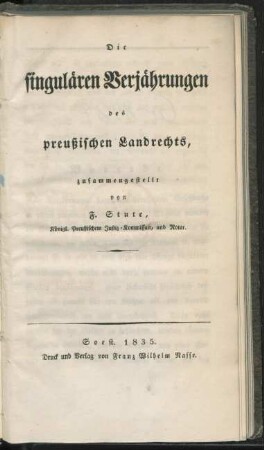 Die
singulären Verjährungen
des
preußischen Landrechts,
zusammengestellt
von
F. Stute,
Königl. Preußischem Justiz-Kommissar, und Notar.
Soest. 1835.
Druck und Verlag von Franz Wilhelm Nasse.